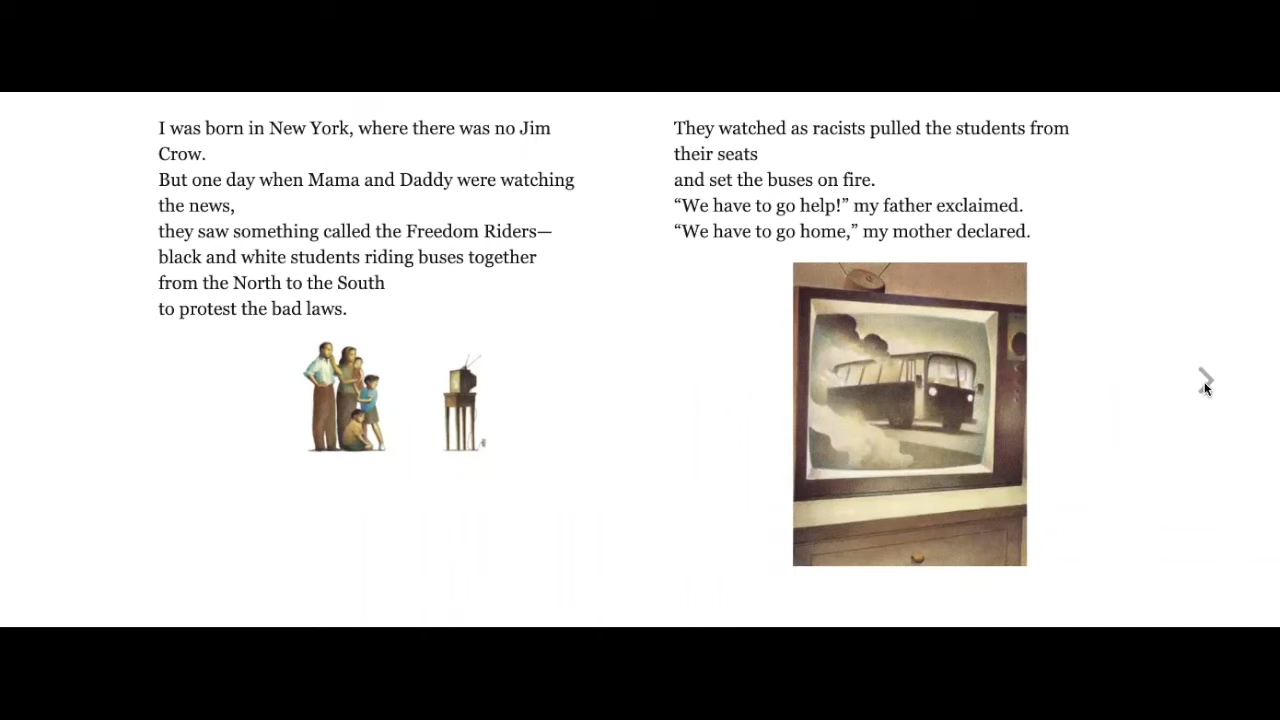 I was born in New York, where there was no Jim
Crow.
But one day when Mama and Daddy were watching
the news,
they saw something called the Freedom Riders—
black and white students riding buses together
from the North to the South
to protest the bad laws.
They watched as racists pulled the students from
their seats
and set the buses on fire.
“We have to go help!” my father exclaimed.
“We have to go home,” my mother declared.